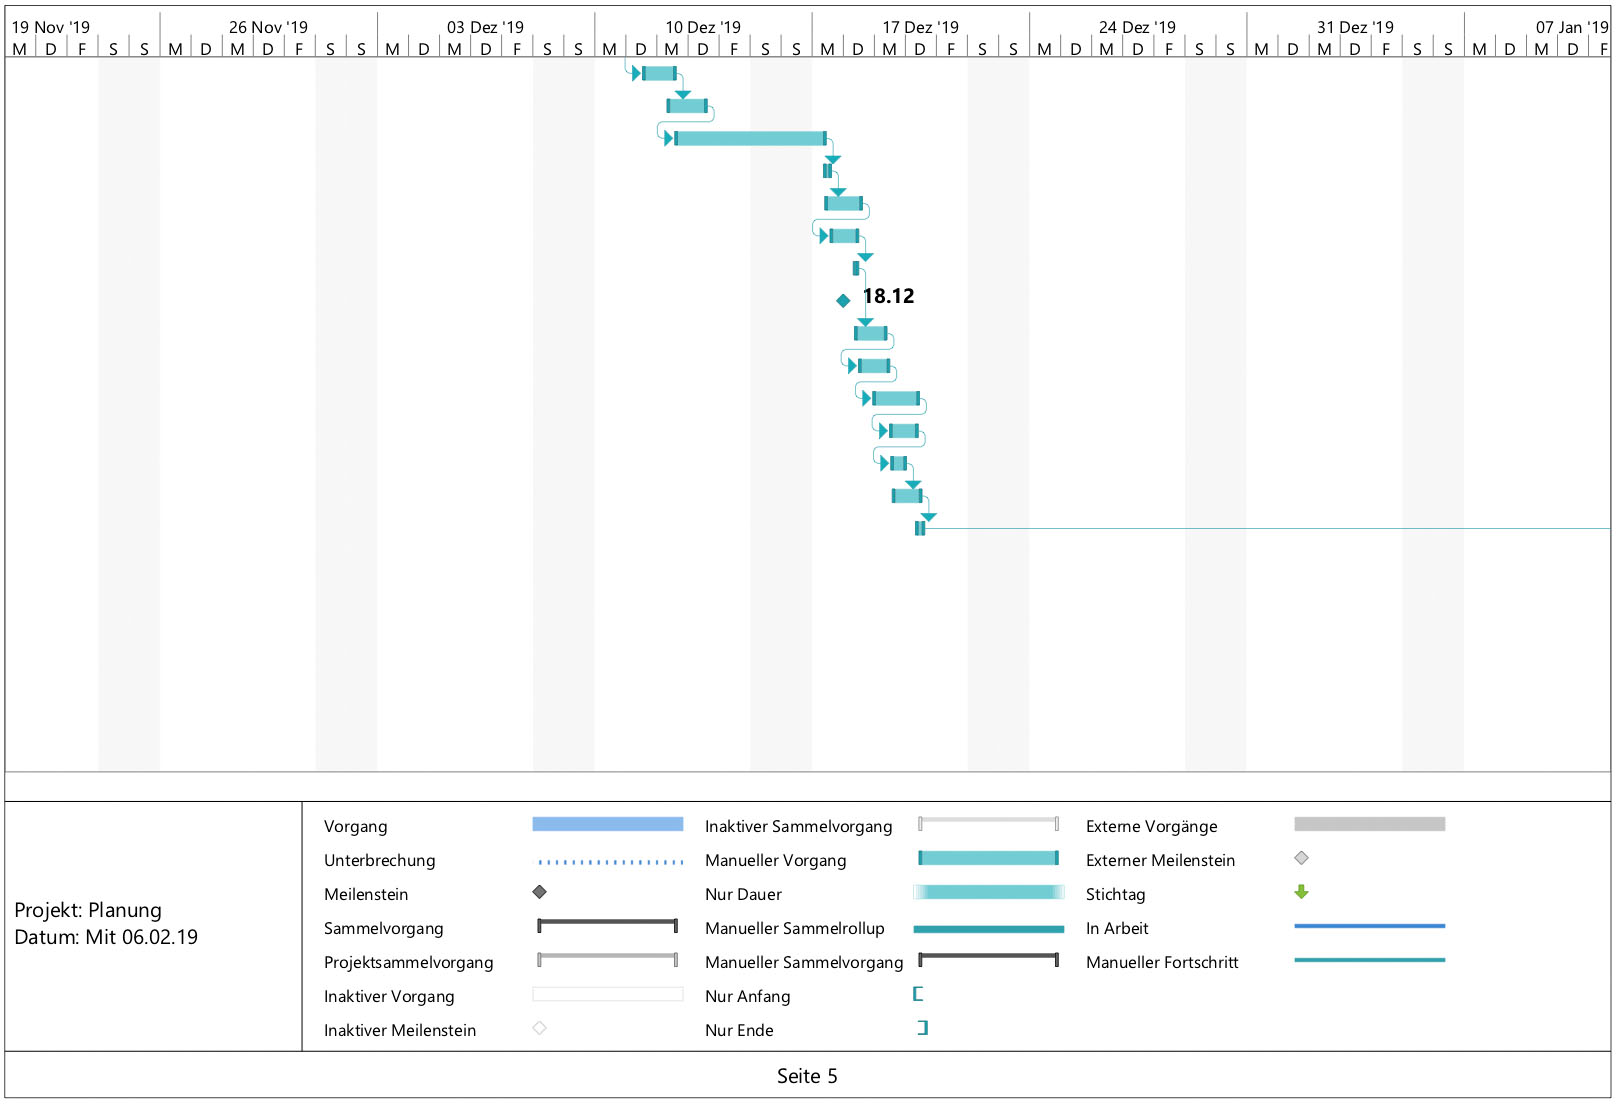 19 Nov '19 26 Nov '19 03 Dez '19 10 Dez '19 17 Dez '19 24 Dez '19 31 Dez '19 07 Jan '19
M D F S S M D M D F S S M D M D F S S M D M D F S S M D M D F S S M D M D F S S M D M D F S S M D M D F
18.12
Vorgang
Unterbrechung
Meilenstein
Sammelvorgang
Projektsammelvorgang
Inaktiver Vorgang
Inaktiver Meilenstein
Inaktiver Sammelvorgang
Manueller Vorgang
Nur Dauer
Manueller Sammelrollup
Manueller Sammelvorgang
Nur Anfang
Nur Ende
Externe Vorgänge
Externer Meilenstein
Stichtag
In Arbeit
Manueller Fortschritt
Projekt: Planung
Datum: Mit 06.02.19
Seite 5